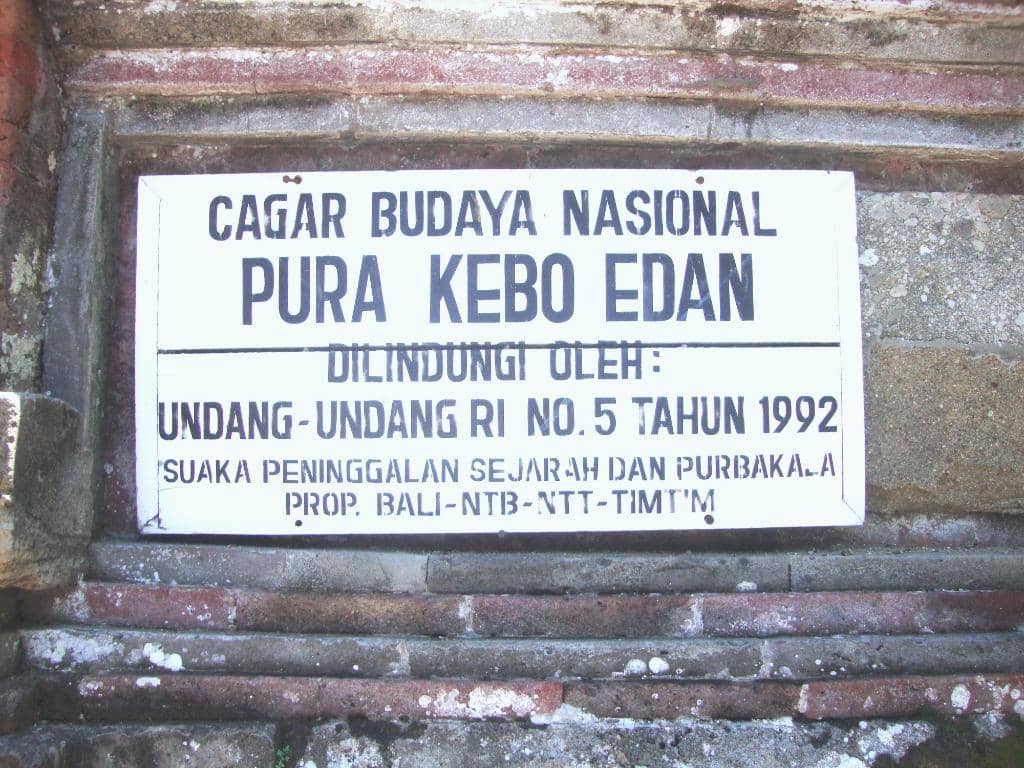 CAGAR BUDAYA NASIONAL
PURA KEBO EDAN
DILINDUNGI OLEH :
UNDANG-UNDANG RI NO. 5 TAHUN 1992
SUAKA PENINGGALAN SEJARAH DAN PURBAKALA
PROP. BALI-NTB-NTT-TIMTIM